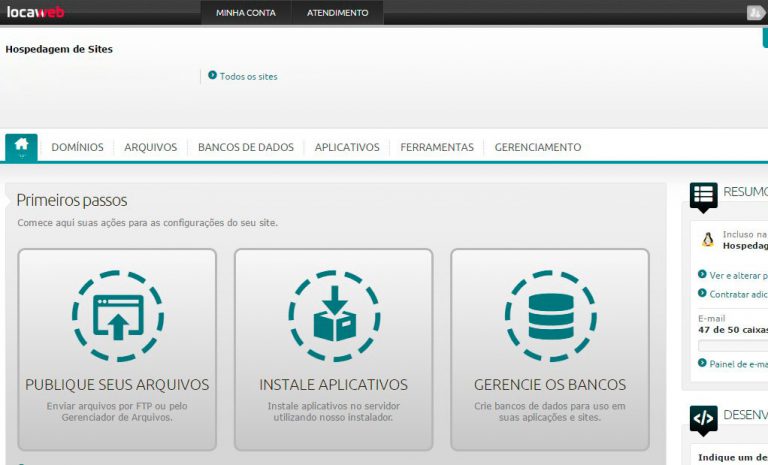 locaweb
MINHA CONTA
ATENDIMENTO
Hospedagem de Sites
Todos os sites
DOMÍNIOS
ARQUIVOS
BANCOS DE DADOS
APLICATIVOS
FERRAMENTAS
GERENCIAMENTO
Primeiros passos
Comece aqui suas ações para as configurações do seu site.
PUBLIQUE SEUS ARQUIVOS
Enviar arquivos por FTP ou pelo
Gerenciador de Arquivos.
INSTALE APLICATIVOS
Instale aplicativos no servidor
utilizando nosso instalador.
GERENCIE OS BANCOS
Crie bancos de dados para uso em
suas aplicações e sites.
RESUMO
Incluso na
Hospedag
Ver e alterar p
Contratar adic
E-mail
47 de 50 caixas
Painel de e-ma
</>
DESENV
Indique um de